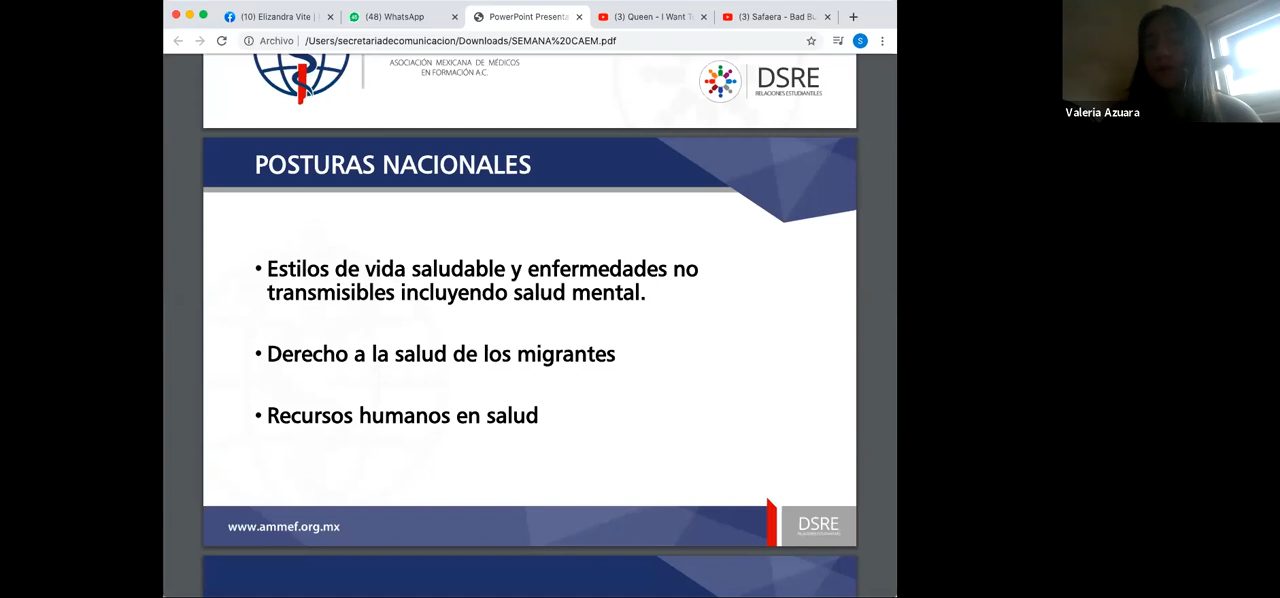 (10) Elizandra Vite |
(48) WhatsApp
PowerPoint Presenta
(3) Queen - I Want T
(3) Safaera - Bad Bu
Archivo | /Users/secretariadecomunicacion/Downloads/SEMANA%20CAEM.pdf
S
ASOCIACIÓN MEXICANA DE MÉDICOS
EN FORMACIÓN A.C.
DSRE
RELACIONES ESTUDIANTILES
Valeria Azuara
POSTURAS NACIONALES
• Estilos de vida saludable y enfermedades no
transmisibles incluyendo salud mental.
• Derecho a la salud de los migrantes
• Recursos humanos en salud
www.ammef.org.mx
DSRE